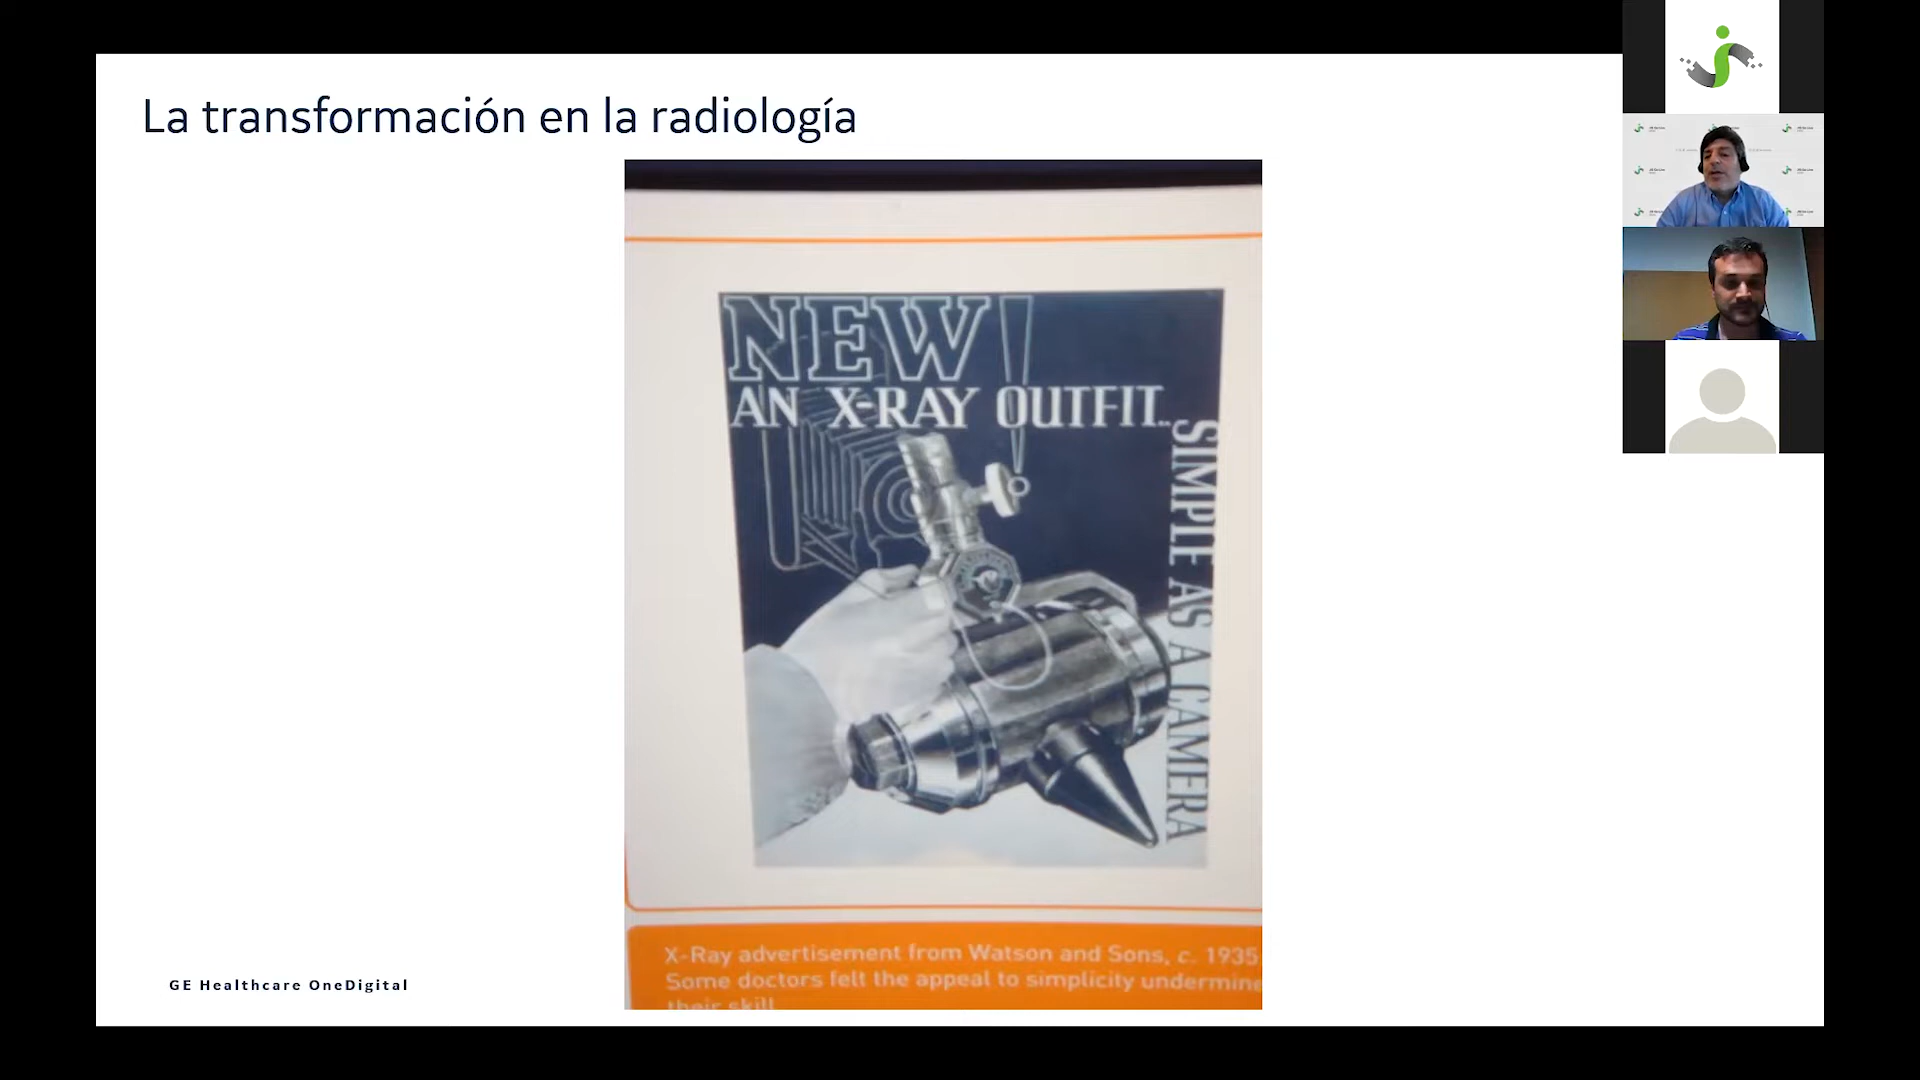 La transformación en la radiología
NEW!
AN X-RAY OUTFIT..
SIMPLE AS A CAMERA
X-Ray advertisement from Watson and Sons, c. 1935
Some doctors felt the appeal to simplicity undermine
their skill
GE Healthcare OneDigital